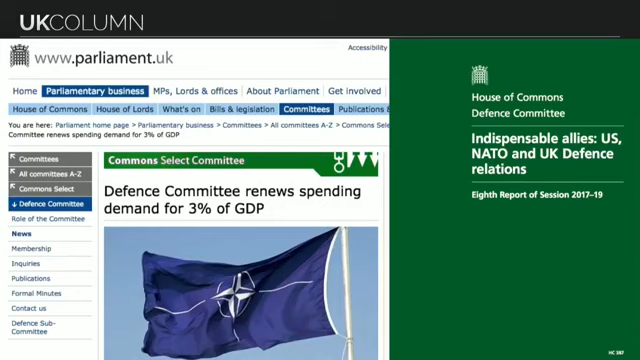 UKCOLUMN
www.parliament.uk
Accessibility
Home Parliamentary business MPs, Lords & offices About Parliament Get involved
House of Commons House of Lords What's on Bills & legislation Committees Publications &
You are here: Parliament home page > Parliamentary business > Committees > All committees A-Z > Commons Selec
Committee renews spending demand for 3% of GDP
Committees
All committees A-Z
Commons Select
Defence Committee
Role of the Committee
News
Membership
Inquiries
Publications
Formal Minutes
Contact us
Defence Sub-
Committee
Commons Select Committee
Defence Committee renews spending
demand for 3% of GDP
House of Commons
Defence Committee
Indispensable allies: US,
NATO and UK Defence
relations
Eighth Report of Session 2017–19
HC 387